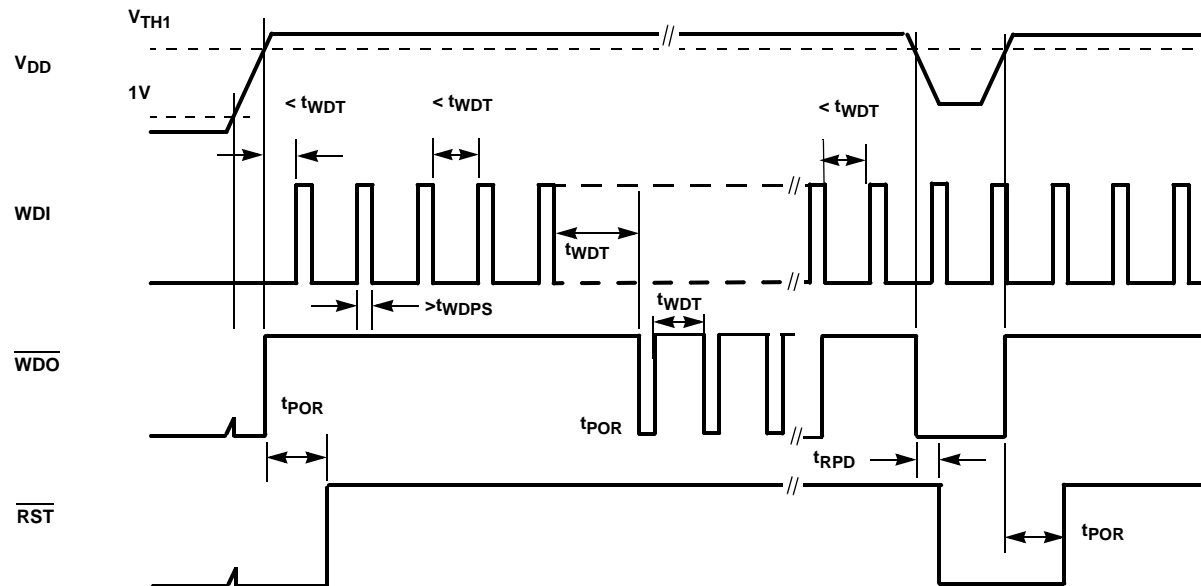 VTH1
VDD
1V
< tWDT
< tWDT
< tWDT
WDI
tWDT
>tWDPS
tWDT
WDO
tPOR
tPOR
tRPD
RST
tPOR